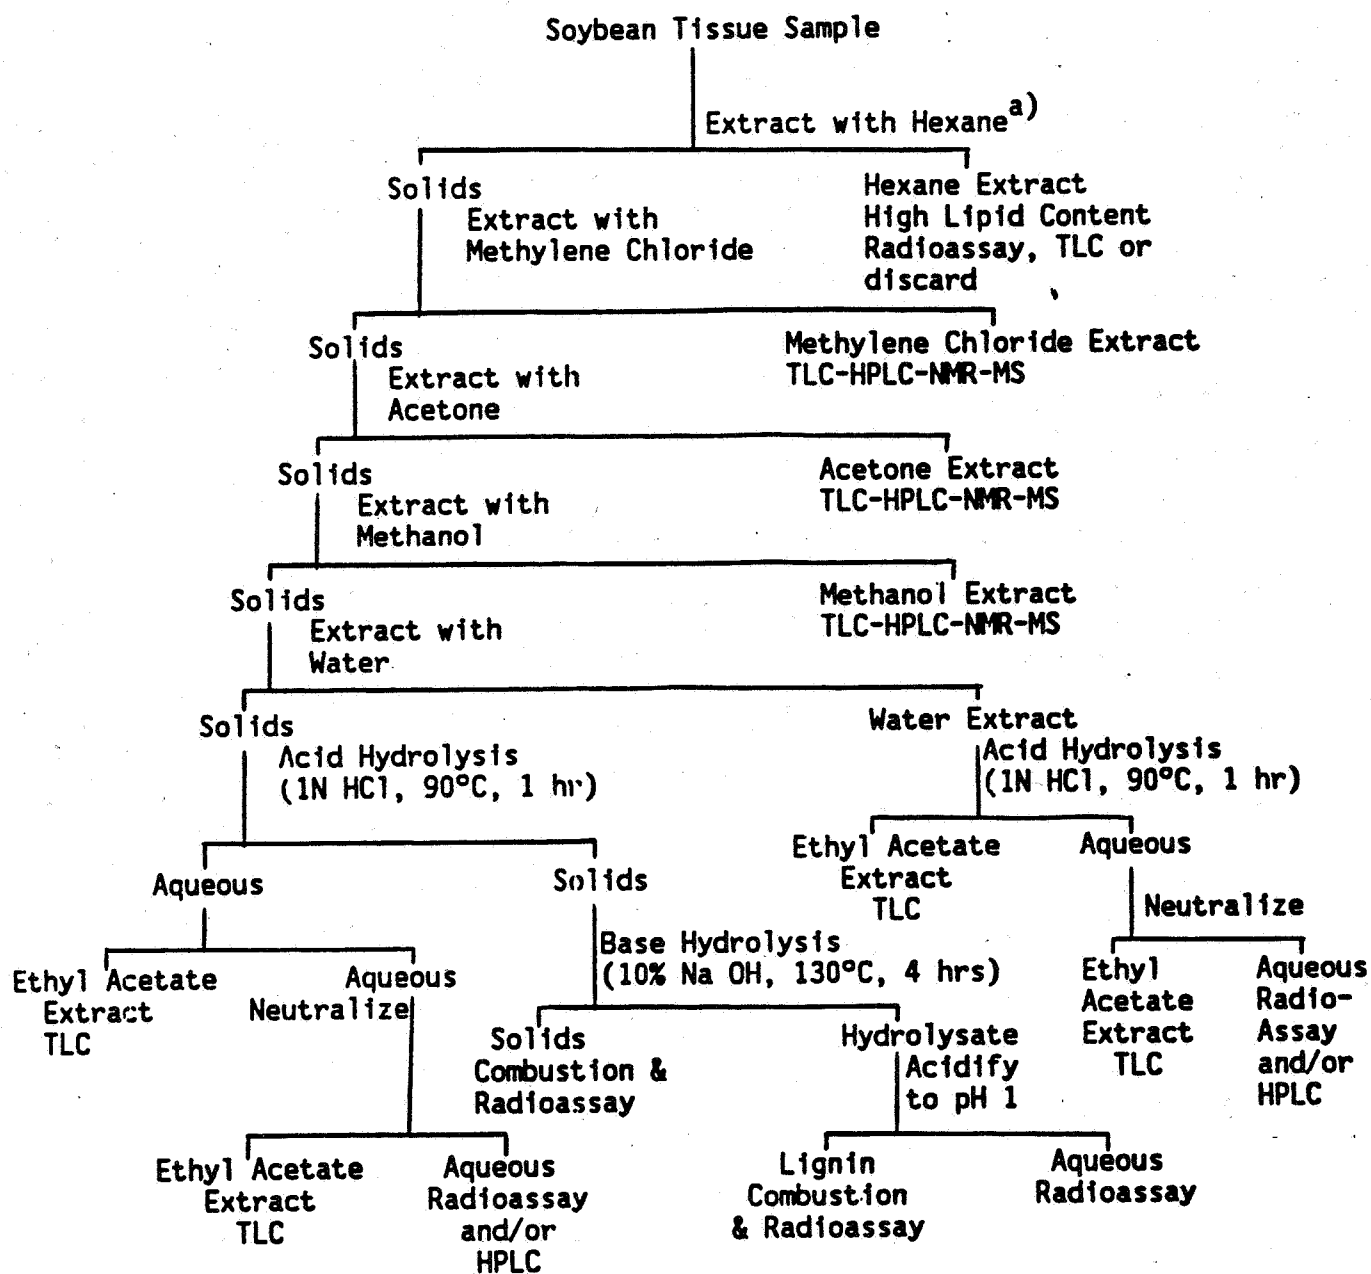 Soybean Tissue Sample
Extract with Hexane a)
Solids
Extract with
Methylene Chloride
Hexane Extract
High Lipid Content
Radioassay, TLC or
discard
Solids
Extract with
Acetone
Methylene Chloride Extract
TLC-HPLC-NMR-MS
Solids
Extract with
Methanol
Acetone Extract
TLC-HPLC-NMR-MS
Solids
Extract with
Water
Methanol Extract
TLC-HPLC-NMR-MS
Solids
Acid Hydrolysis
(1N HCl, 90°C, 1 hr)
Water Extract
Acid Hydrolysis
(1N HCl, 90°C, 1 hr)
Aqueous
Solids
Ethyl Acetate
Extract
TLC
Aqueous
Neutralize
Ethyl Acetate
Extract
TLC
Aqueous
Neutralize
Base Hydrolysis
(10% Na OH, 130°C, 4 hrs)
Ethyl
Acetate
Extract
TLC
Aqueous
Radio-
Assay
and/or
HPLC
Solids
Combustion &
Radioassay
Hydrolysate
Acidify
to pH 1
Ethyl Acetate
Extract
TLC
Aqueous
Radioassay
and/or
HPLC
Lignin
Combustion
& Radioassay
Aqueous
Radioassay